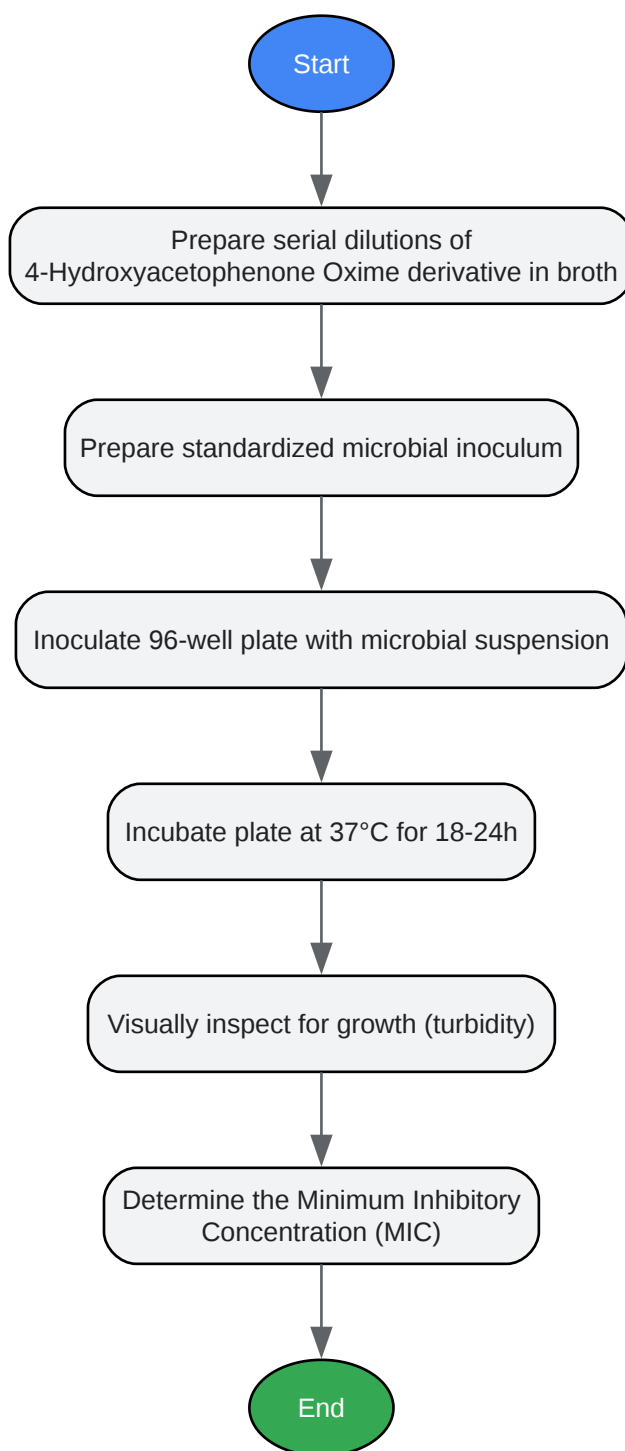 Start
Prepare serial dilutions of
4-Hydroxyacetophenone Oxime derivative in broth
Prepare standardized microbial inoculum
Inoculate 96-well plate with microbial suspension
Incubate plate at 37°C for 18-24h
Visually inspect for growth (turbidity)
Determine the Minimum Inhibitory
Concentration (MIC)
End